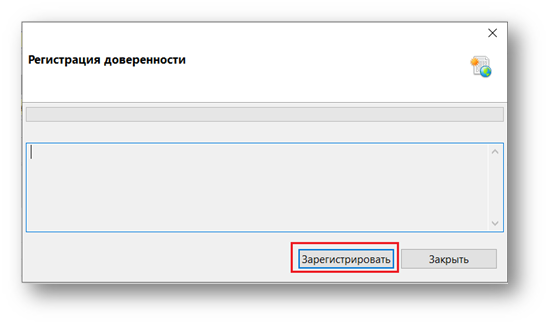 Регистрация доверенности
Зарегистрировать
Закрыть